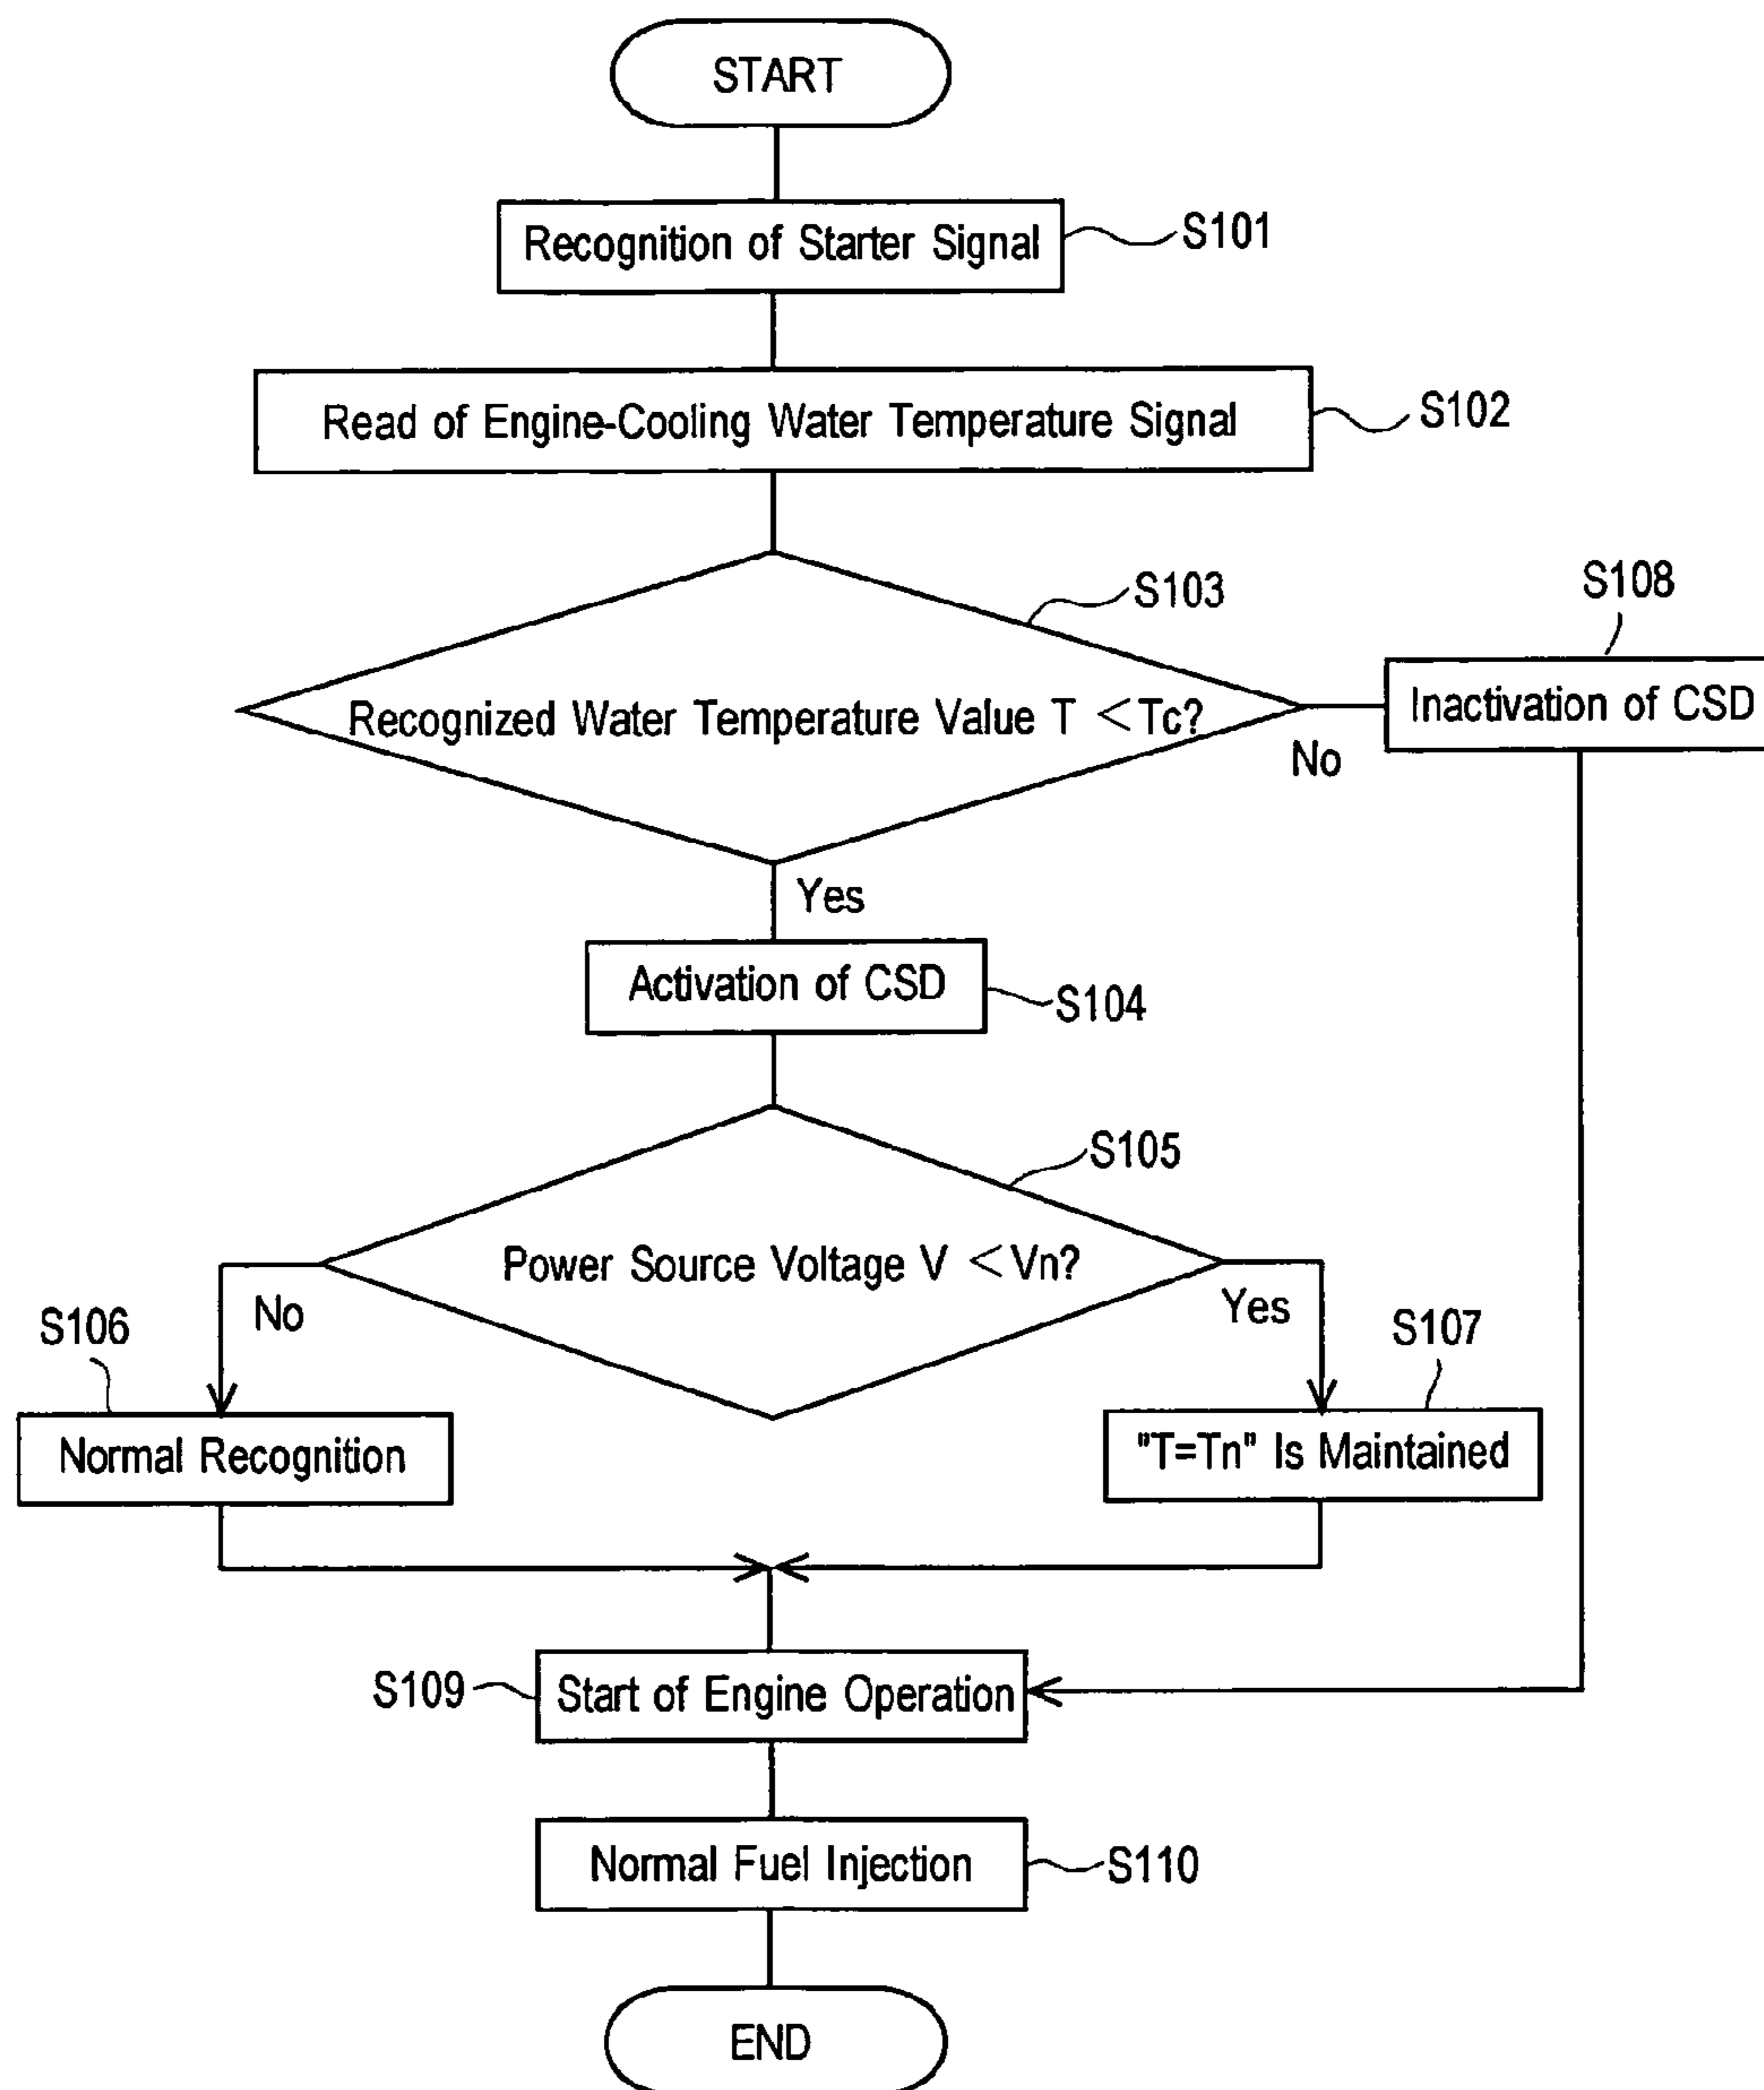 START
Recognition of Starter Signal
S101
Read of Engine-Cooling Water Temperature Signal
S102
S103
S108
Recognized Water Temperature Value T <Tc?
Inactivation of CSD
No
Yes
Activation of CSD
S104
S105
Power Source Voltage V <Vn?
No
Yes
S106
S107
Normal Recognition
"T=Tn" Is Maintained
S109
Start of Engine Operation
Normal Fuel Injection
S110
END